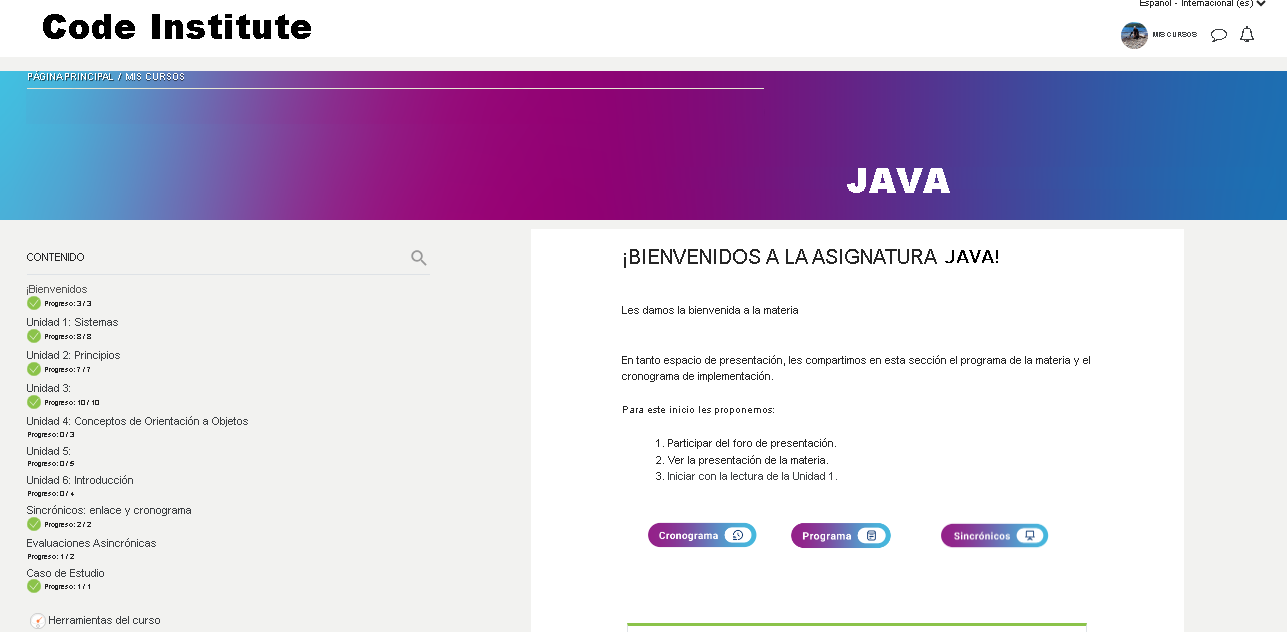 Español - Internacional (es)
Code Institute
MIS CURSOS
PÁGINA PRINCIPAL / MIS CURSOS
JAVA
CONTENIDO
¡Bienvenidos
Progreso: 3 / 3
Unidad 1: Sistemas
Progreso: 8 / 8
Unidad 2: Principios
Progreso: 7 / 7
Unidad 3:
Progreso: 10 / 10
Unidad 4: Conceptos de Orientación a Objetos
Progreso: 0 / 3
Unidad 5:
Progreso: 0 / 5
Unidad 6: Introducción
Progreso: 0 / 4
Sincrónicos: enlace y cronograma
Progreso: 2 / 2
Evaluaciones Asincrónicas
Progreso: 1 / 2
Caso de Estudio
Progreso: 1 / 1
Herramientas del curso
¡BIENVENIDOS A LA ASIGNATURA JAVA!
Les damos la bienvenida a la materia
En tanto espacio de presentación, les compartimos en esta sección el programa de la materia y el
cronograma de implementación.
Para este inicio les proponemos:
1. Participar del foro de presentación.
2. Ver la presentación de la materia.
3. Iniciar con la lectura de la Unidad 1.
Cronograma
Programa
Sincrónicos